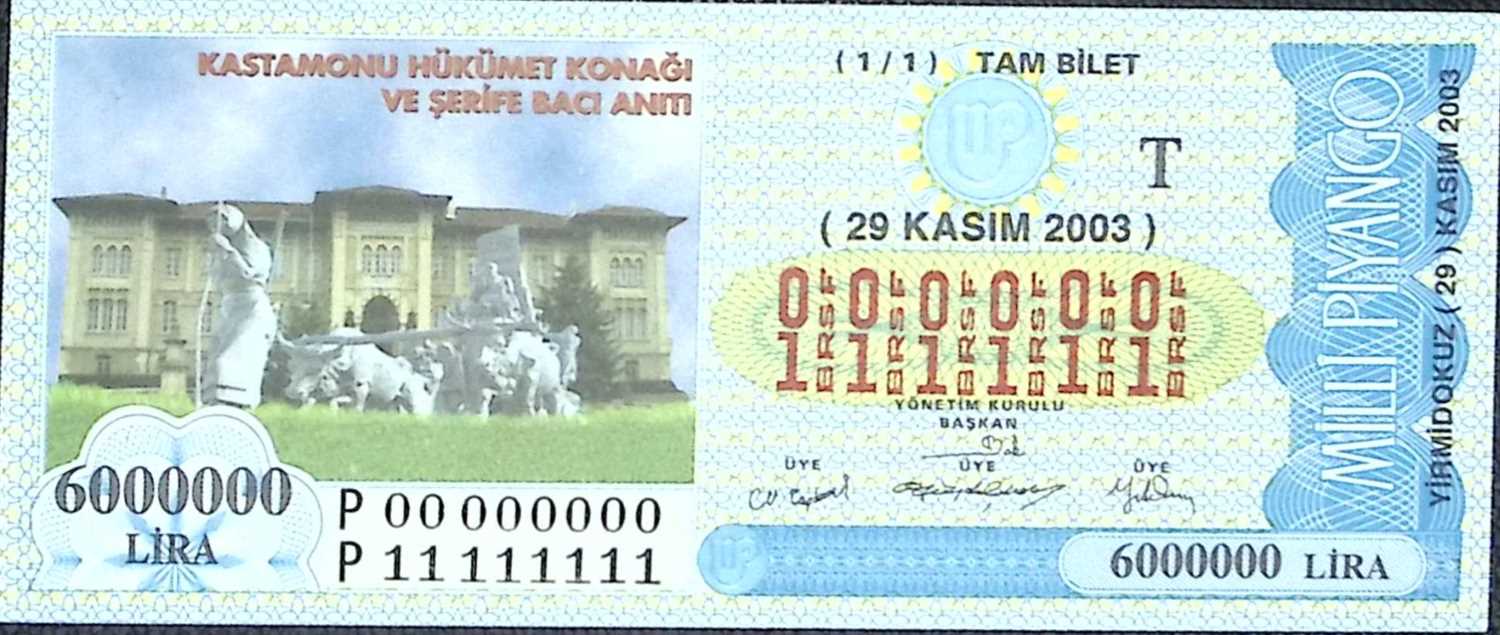 KASTAMONU HÜKÜMET KONAĞI
VE ŞERİFE BACI ANITI
( 1 / 1 ) TAM BİLET
T
( 29 KASIM 2003 )
0 0 0 0 0 0
1 1 1 1 1 1
YÖNETİM KURULU
BAŞKAN
ÜYE ÜYE ÜYE
6000000
LİRA
P 00 000000
P 11 111111
6000000 LİRA
MİLLİ PİYANGO
YİRMİDOKUZ ( 29 ) KASIM 2003